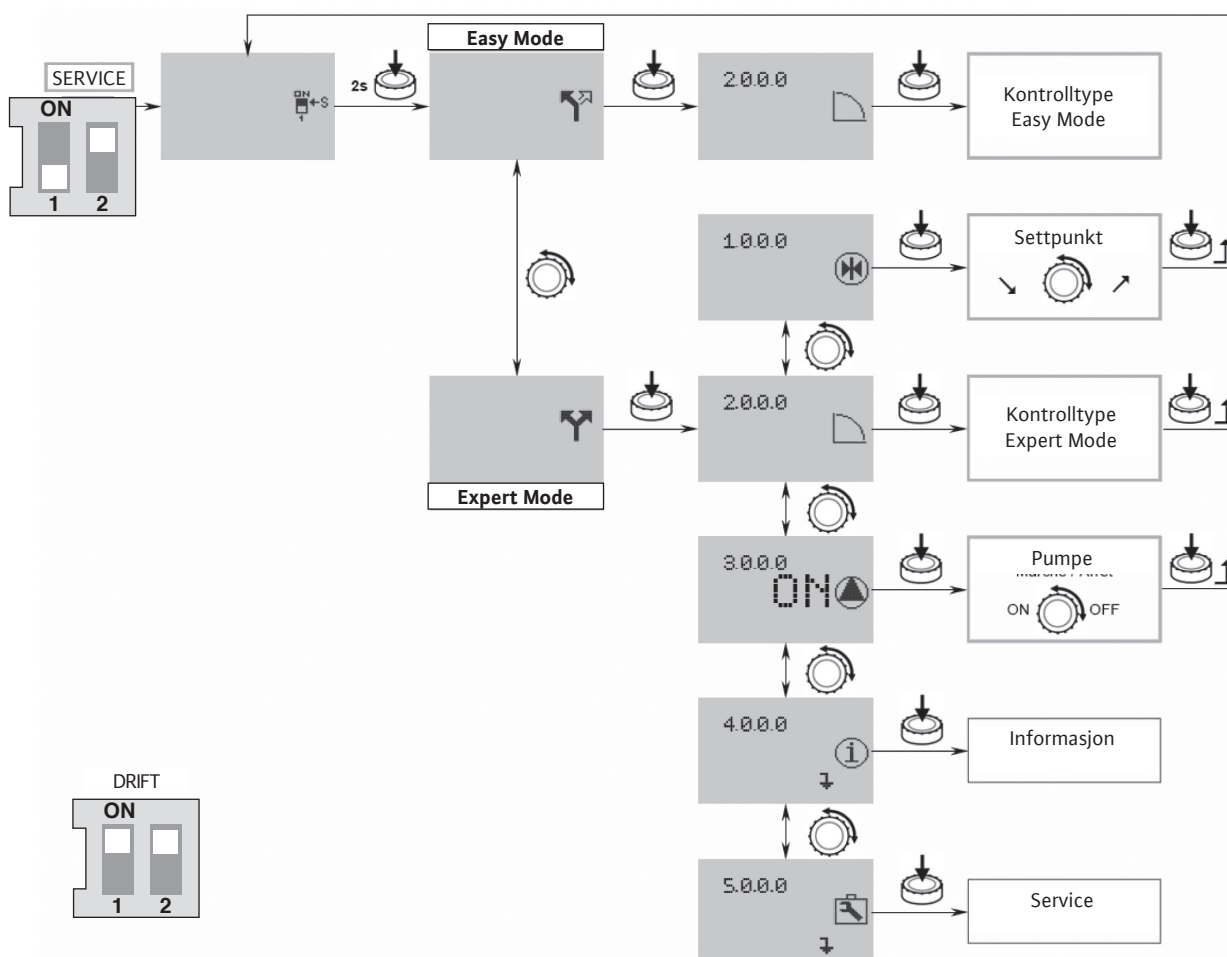 Easy Mode
SERVICE
ON
1 2
ON
←S
1
2s
2.0.0.0
Kontrolltype
Easy Mode
1.0.0.0
Settpunkt
Expert Mode
2.0.0.0
Kontrolltype
Expert Mode
3.0.0.0
ON
Pumpe
ON OFF
4.0.0.0
i
Informasjon
DRIFT
ON
1 2
5.0.0.0
Service